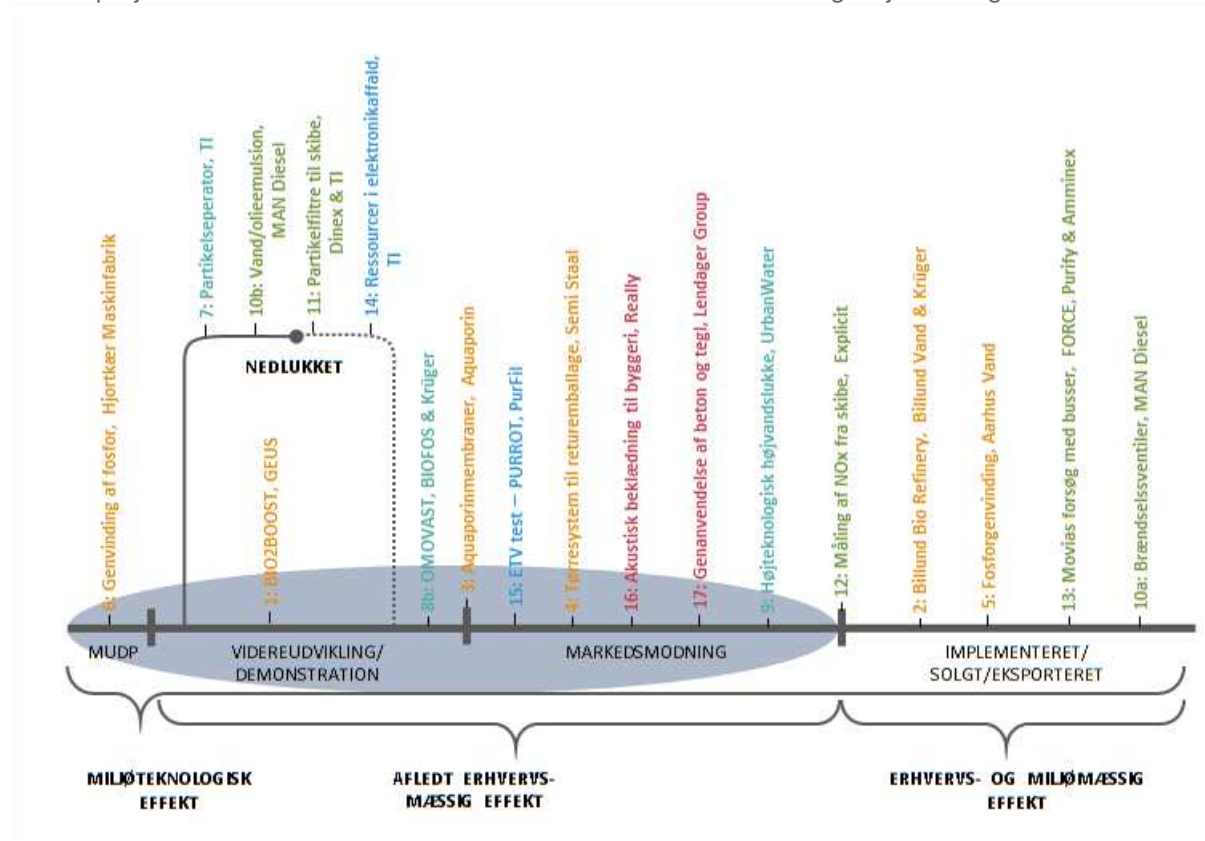 6: Genvinding af fosfor, Hjortkær Maskinfabrik
7: Partikelseperator, TI
10b: Vand/olieemulsion,
MAN Diesel
11: Partikelfiltre til skibe,
Dinex & TI
14: Ressourcer i elektronikaffald,
TI
NEDLUKKET
1: BIO2BOOST, GEUS
8b: OMOVAST, BIOFOS & Krüger
3: Aquaporinmembraner, Aquaporin
15: ETV test – PURROT, PurFil
4: Tørresystem til returemballage, Semi Staal
16: Akustisk beklædning til byggeri, Really
17: Genanvendelse af beton og tegl, Lendager Group
9: Højteknologisk højvandslukke, UrbanWater
12: Måling af NOx fra skibe, Explicit
2: Billund Bio Refinery, Billund Vand & Krüger
5: Fosforgenvinding, Aarhus Vand
13: Movias forsøg med busser, FORCE, Purify & Amminex
10a: Brændselssventiler, MAN Diesel
MUDP
VIDEREUDVIKLING/
DEMONSTRATION
MARKEDSMODNING
IMPLEMENTERET/
SOLGT/EKSPORTERET
MILJØTEKNOLOGISK
EFFEKT
AFLEDT ERHVERVS-
MÆSSIG EFFEKT
ERHVERVS- OG MILJØMÆSSIG
EFFEKT